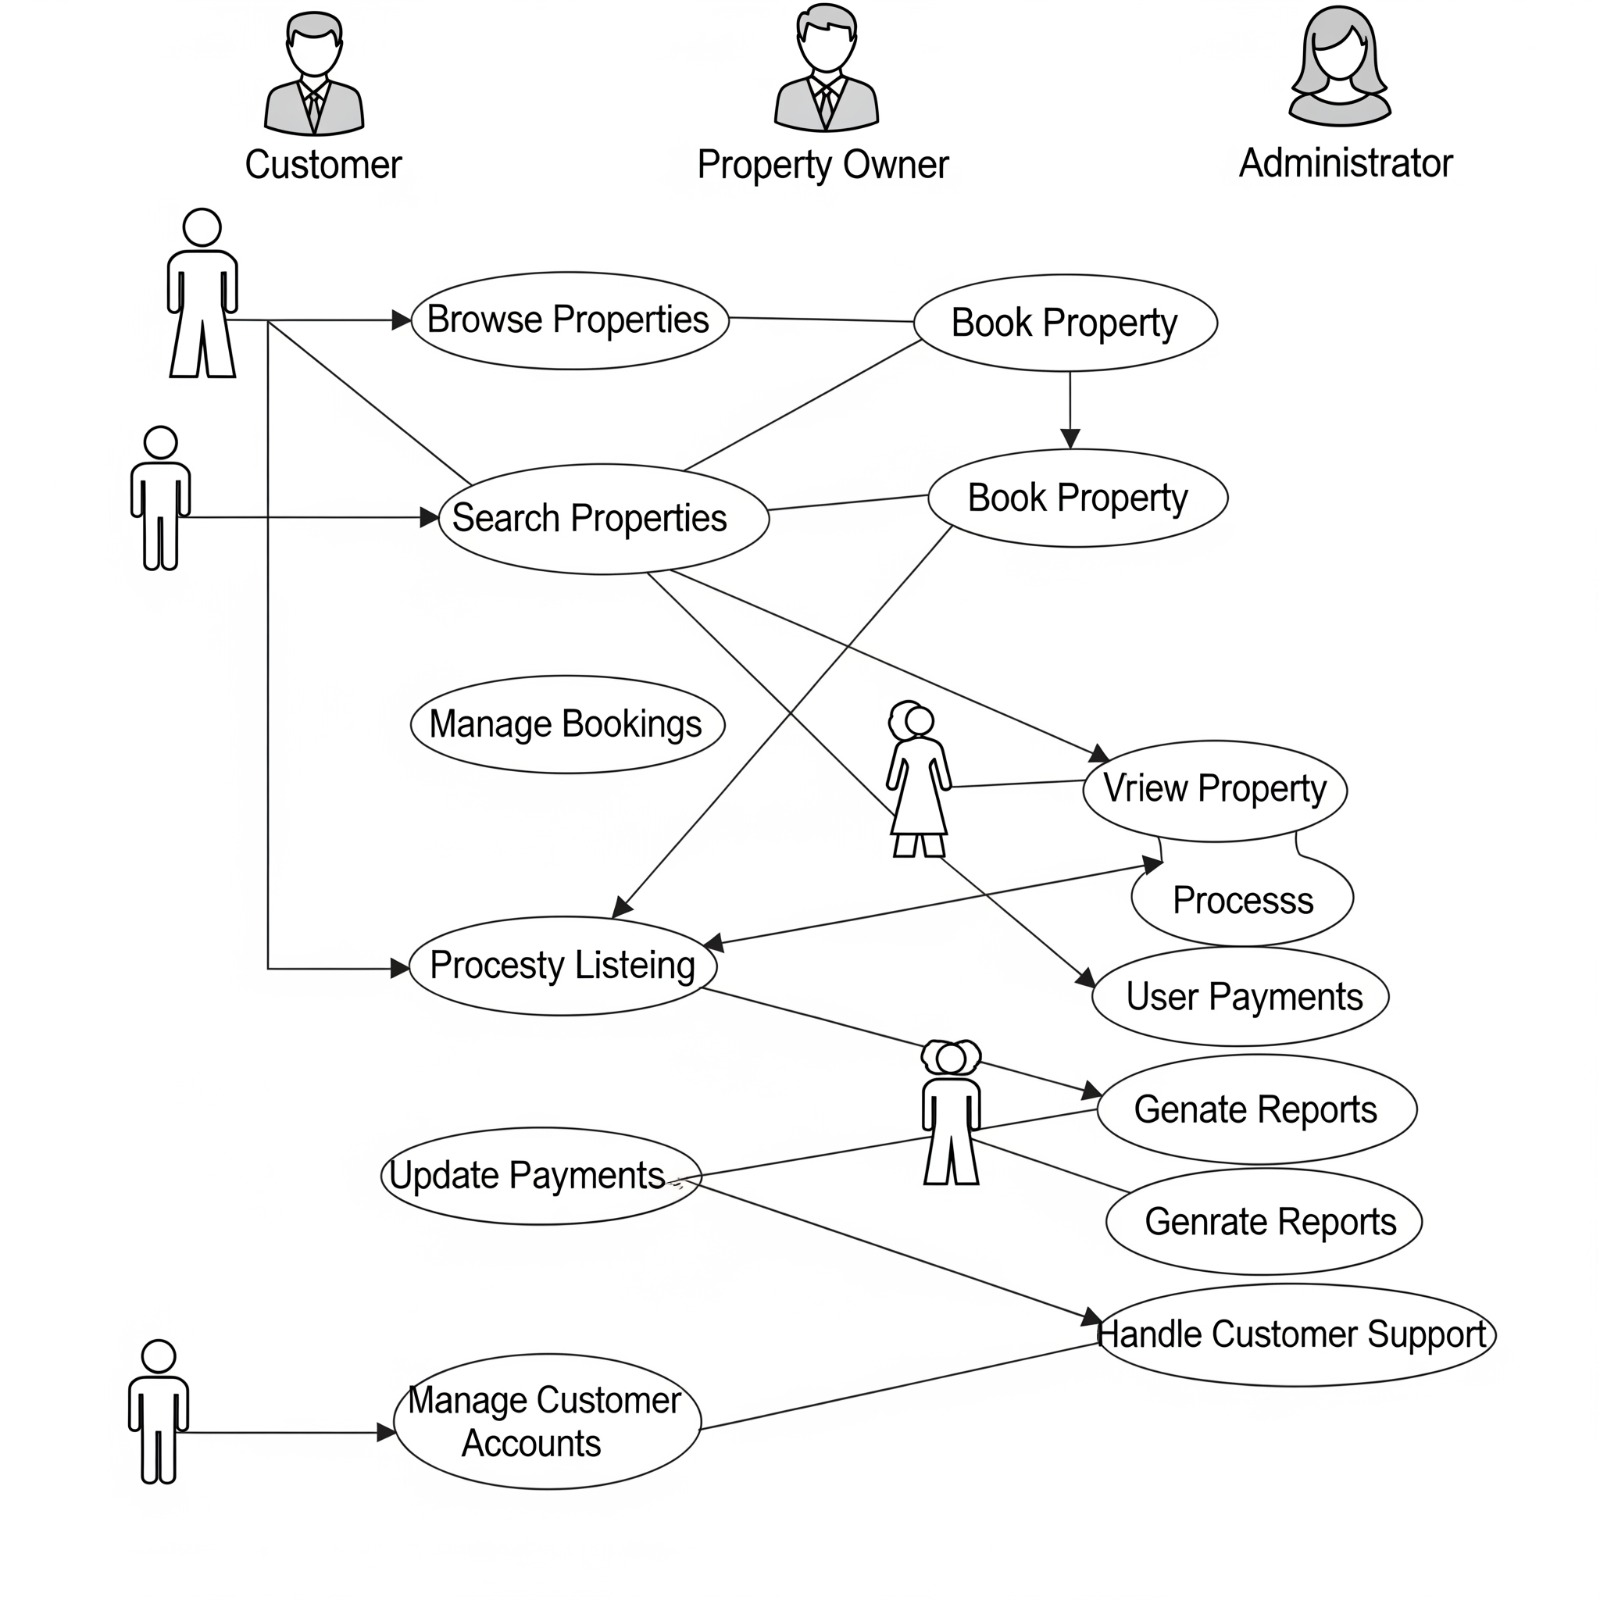 Customer
Property Owner
Administrator
Browse Properties
Book Property
Search Properties
Book Property
Manage Bookings
Vriew Property
Processs
Procesty Listeing
User Payments
Genate Reports
Update Payments
Genrate Reports
Handle Customer Support
Manage Customer
Accounts